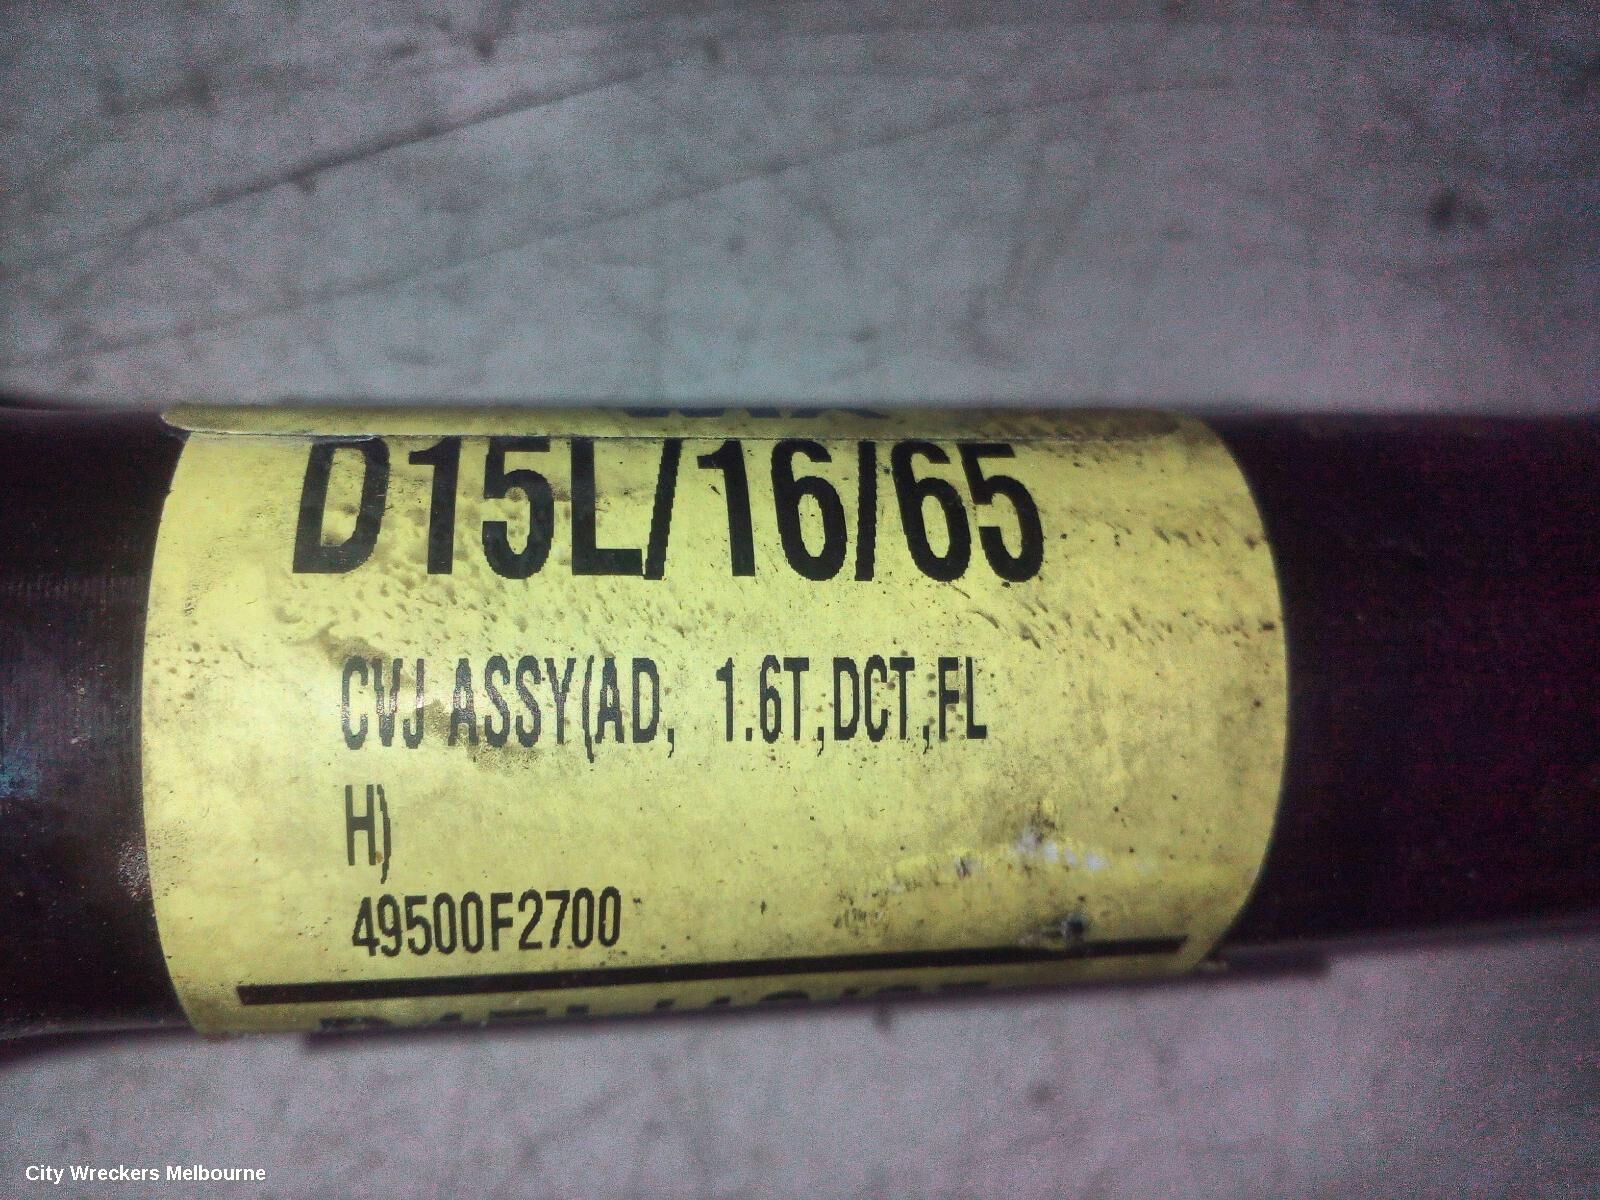 D15L/16/65
CVJ ASSY(AD, 1.6T,DCT,FL
H)
49500F2700
City Wreckers Melbourne